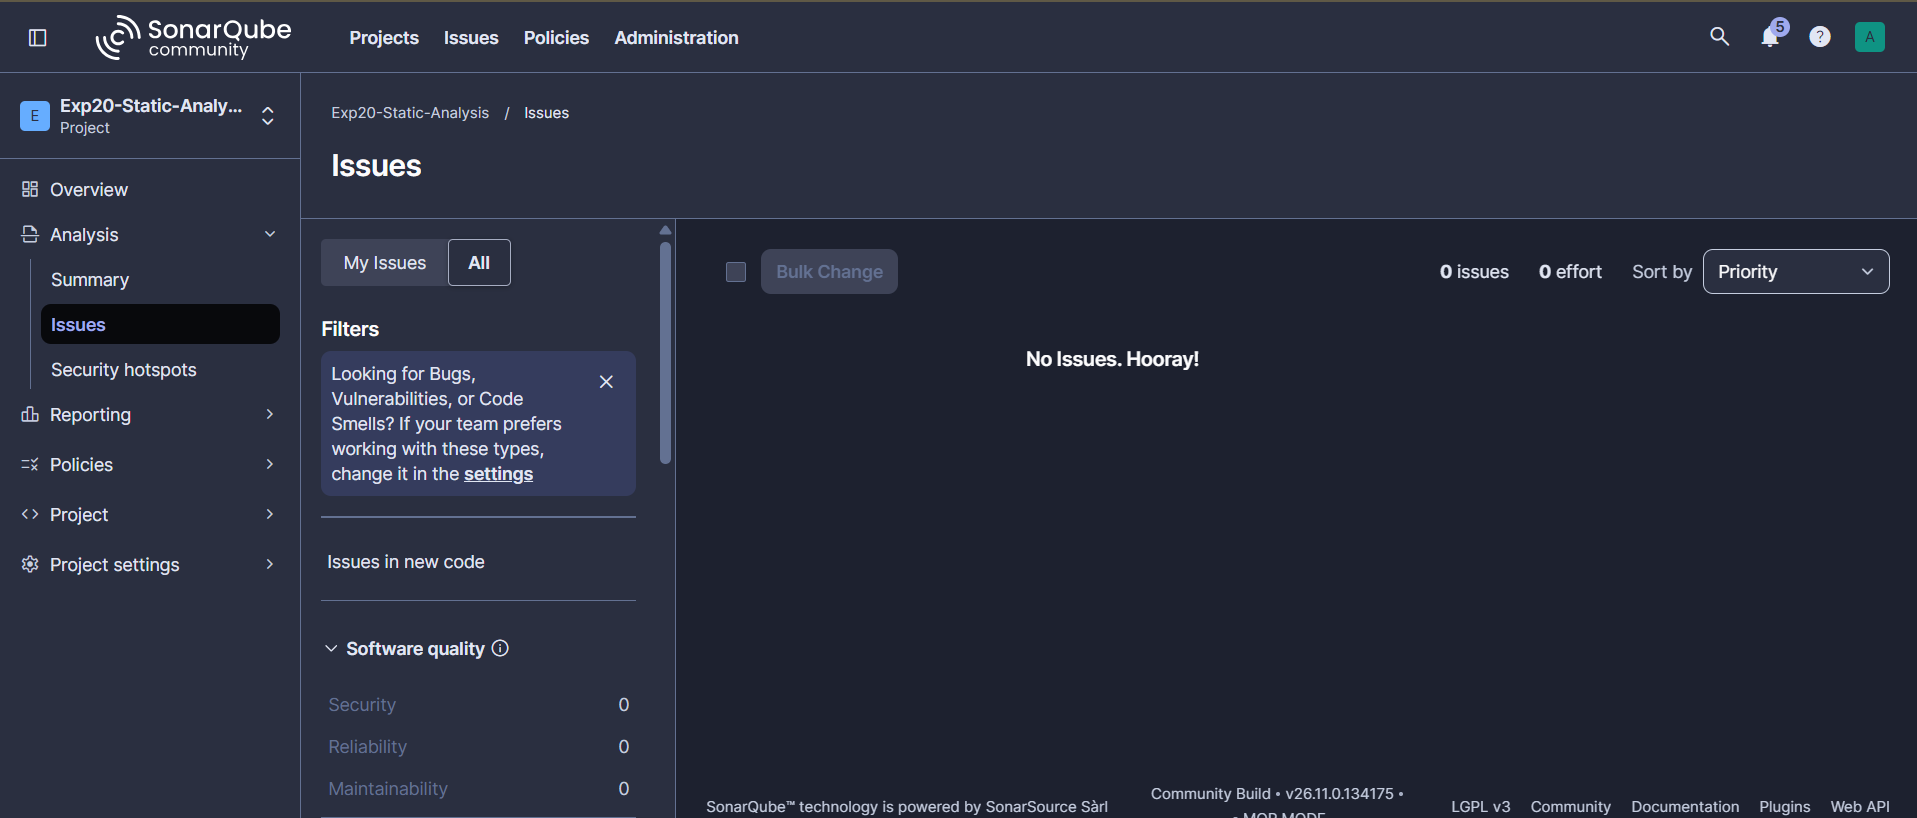 SonarQube
community
Projects
Issues
Policies
Administration
5
?
A
E
Exp20-Static-Analy...
Project
Overview
Analysis
Summary
Issues
Security hotspots
Reporting
Policies
Project
Project settings
Exp20-Static-Analysis / Issues
Issues
My Issues
All
Filters
Looking for Bugs,
Vulnerabilities, or Code
Smells? If your team prefers
working with these types,
change it in the settings
Issues in new code
Software quality
Security 0
Reliability 0
Maintainability 0
Bulk Change
0 issues
0 effort
Sort by
Priority
No Issues. Hooray!
SonarQube™ technology is powered by SonarSource Sàrl
Community Build • v26.11.0.134175 •
• MQR MODE
LGPL v3
Community
Documentation
Plugins
Web API